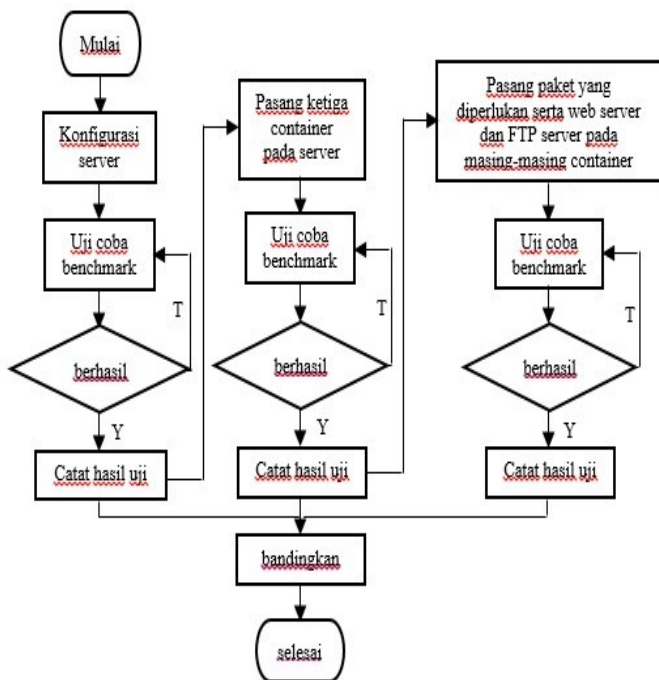 Mulai
Konfigurasi
server
Uji coba
benchmark
T
berhasil
Y
Catat hasil uji
Pasang ketiga
container
pada server
Uji coba
benchmark
T
berhasil
Y
Catat hasil uji
Pasang paket yang
diperlukan serta web server
dan FTP server pada
masing-masing container
Uji coba
benchmark
T
berhasil
Y
Catat hasil uji
bandingkan
selesai